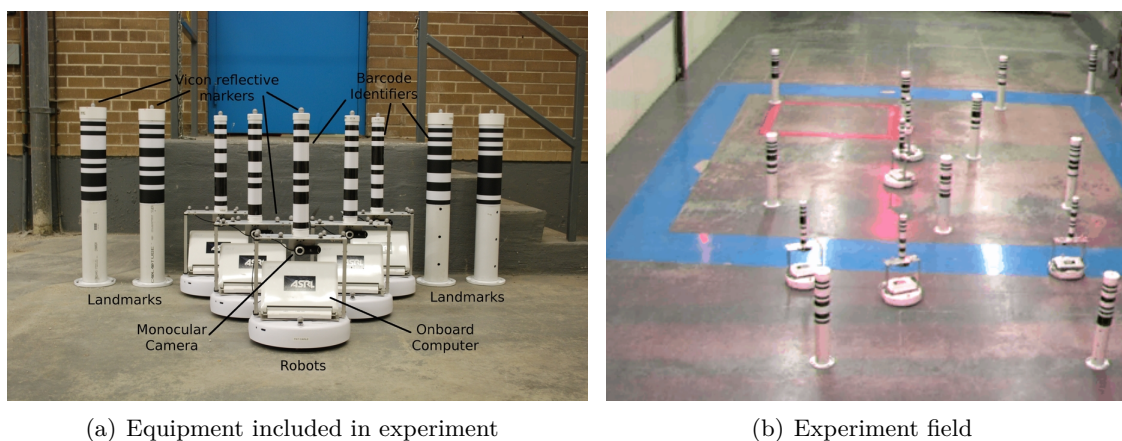 Vicon reflective
markers
Barcode
Identifiers
ASRL
Landmarks
Landmarks
Monocular
Camera
Onboard
Computer
Robots
(a) Equipment included in experiment
(b) Experiment field